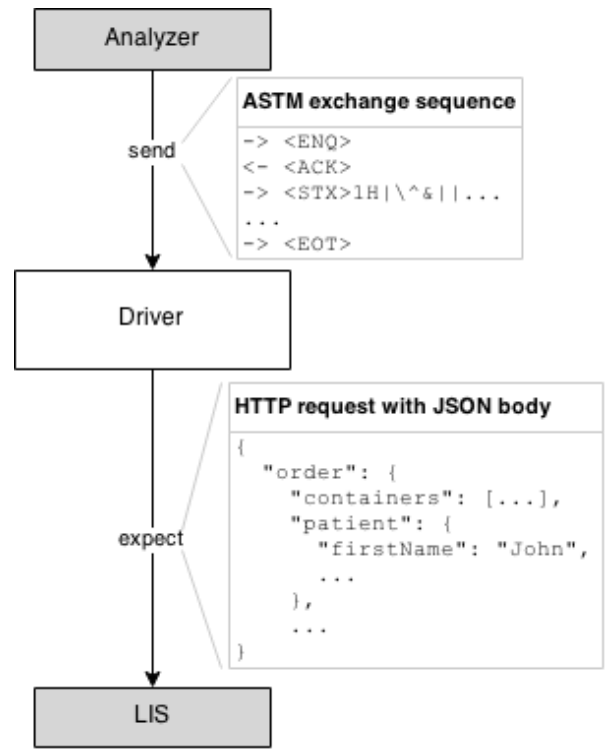 Analyzer
send
ASTM exchange sequence
-> <ENQ>
<- <ACK>
-> <STX>1H|\^&||...
...
-> <EOT>
Driver
HTTP request with JSON body
{
"order": {
"containers": [...],
"patient": {
"firstName": "John",
...
},
...
}
expect
LIS